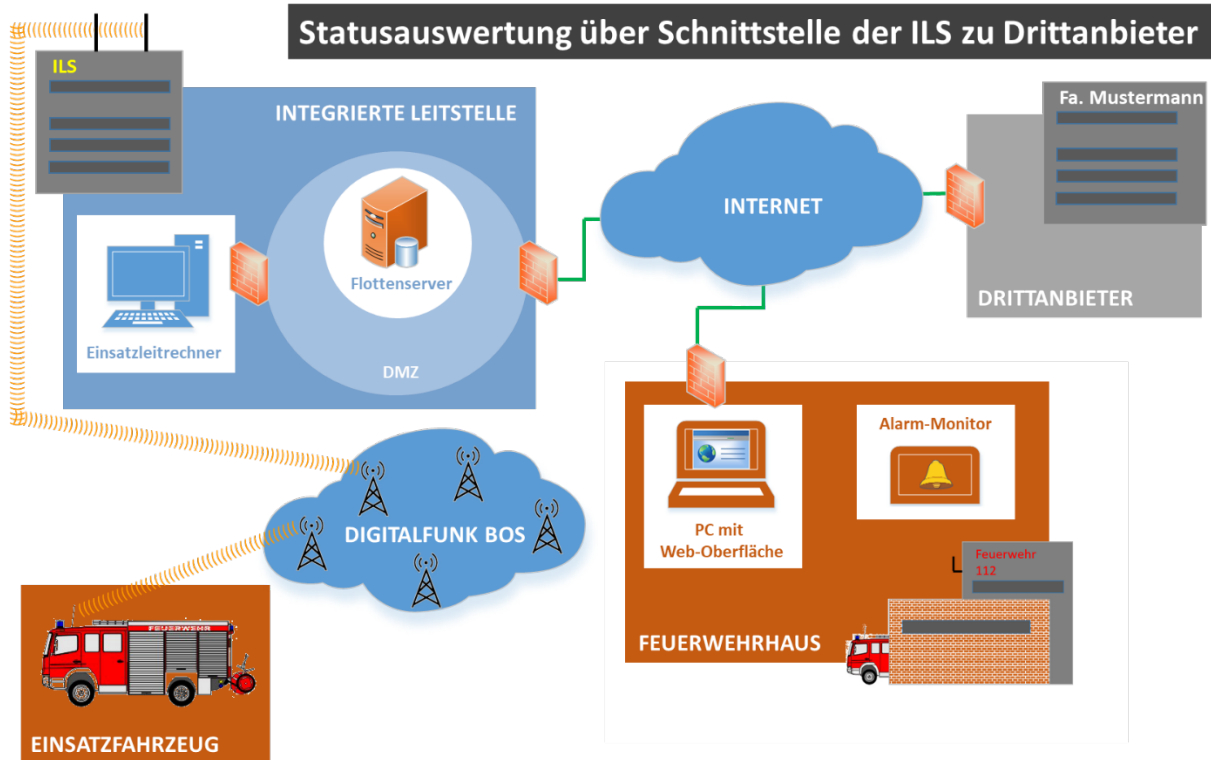 Statusauswertung über Schnittstelle der ILS zu Drittanbieter
ILS
INTEGRIERTE LEITSTELLE
Flottenserver
Einsatzleitrechner
DMZ
INTERNET
Fa. Mustermann
DRITTANBIETER
DIGITALFUNK BOS
PC mit
Web-Oberfläche
Alarm-Monitor
Feuerwehr
112
FEUERWEHRHAUS
FEUERWEHR
EINSATZFAHRZEUG